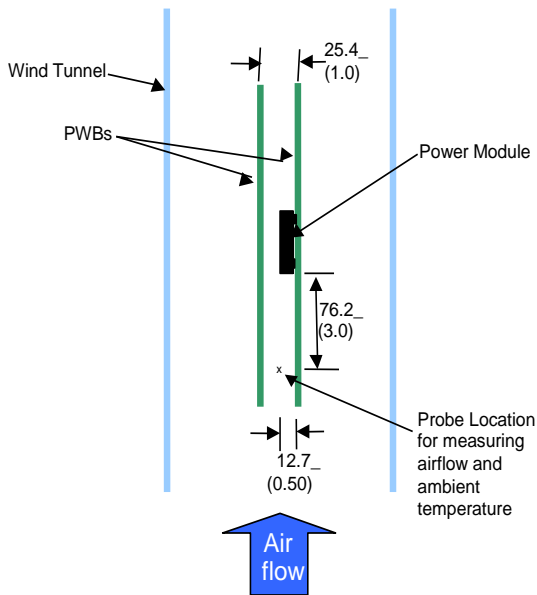 25.4_
(1.0)
Wind Tunnel
PWBs
Power Module
76.2_
(3.0)
x
Probe Location
for measuring
airflow and
ambient
temperature
12.7_
(0.50)
Air
flow